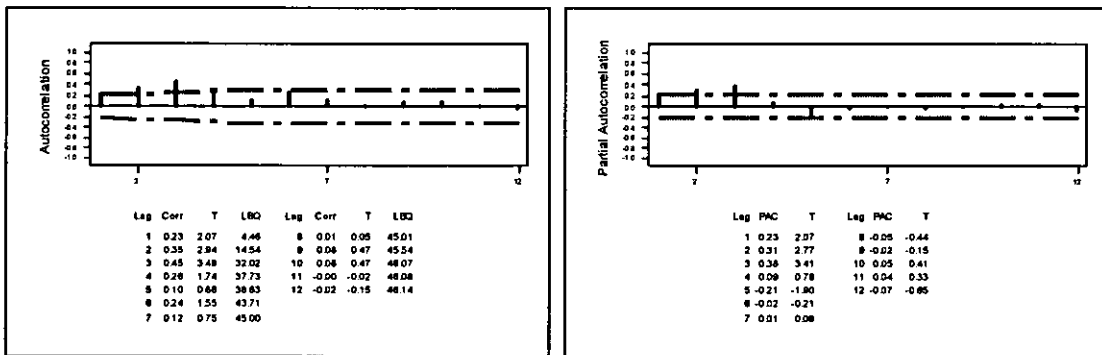 Autocorrelation
1.0
0.8
0.6
0.4
0.2
0.0
-0.2
-0.4
-0.6
-0.8
-1.0
2
7
12
Lag Corr T LBQ Lag Corr T LBQ
1 0.23 2.07 4.46 8 0.01 0.05 45.01
2 0.35 2.94 14.54 9 0.08 0.47 45.54
3 0.45 3.49 32.02 10 0.08 0.47 46.07
4 0.26 1.74 37.73 11 -0.00 -0.02 46.08
5 0.10 0.66 38.63 12 -0.02 -0.15 46.14
6 0.24 1.55 43.71
7 0.12 0.75 45.00
Partial Autocorrelation
1.0
0.8
0.6
0.4
0.2
0.0
-0.2
-0.4
-0.6
-0.8
-1.0
2
7
12
Lag PAC T Lag PAC T
1 0.23 2.07 8 -0.05 -0.44
2 0.31 2.77 9 -0.02 -0.15
3 0.38 3.41 10 0.05 0.41
4 0.09 0.78 11 0.04 0.33
5 -0.21 -1.90 12 -0.07 -0.65
6 -0.02 -0.21
7 0.01 0.08